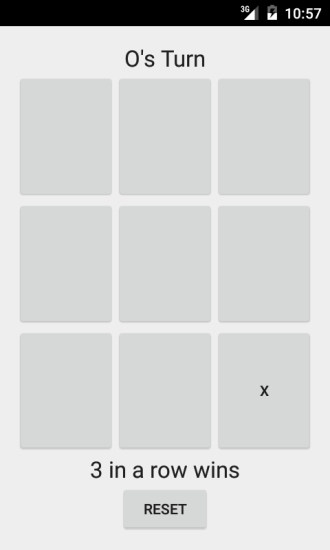 3G 10:57
O's Turn
X
3 in a row wins
RESET